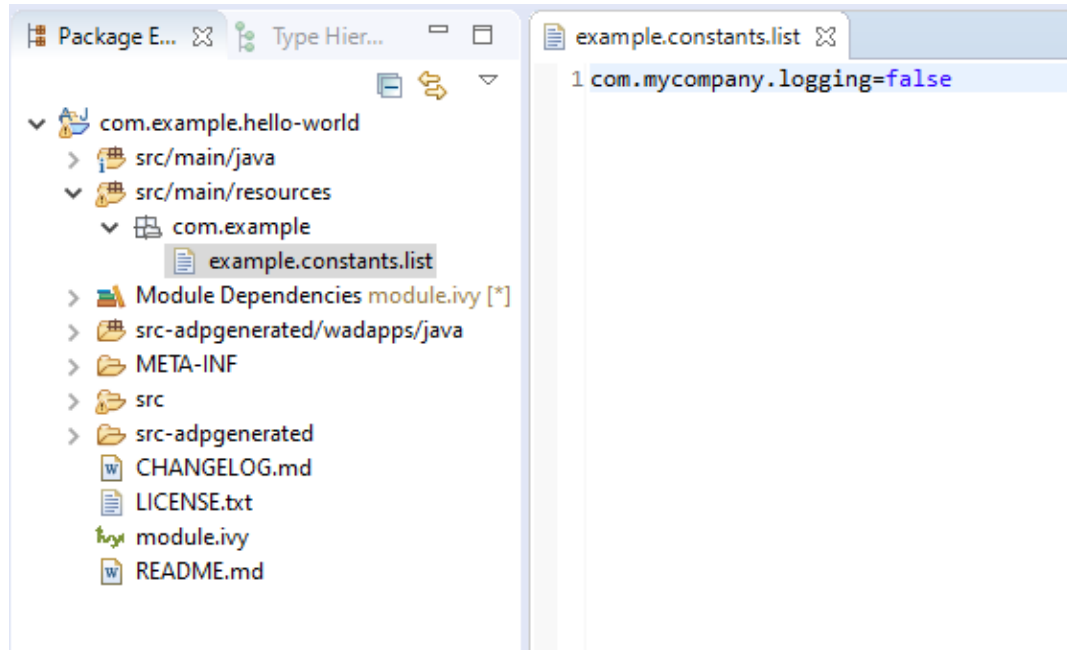 Package E... Type Hier...
com.example.hello-world
src/main/java
src/main/resources
com.example
example.constants.list
Module Dependencies module.ivy [*]
src-adpgenerated/wadapps/java
META-INF
src
src-adpgenerated
CHANGELOG.md
LICENSE.txt
module.ivy
README.md
example.constants.list
1 com.mycompany.logging=false